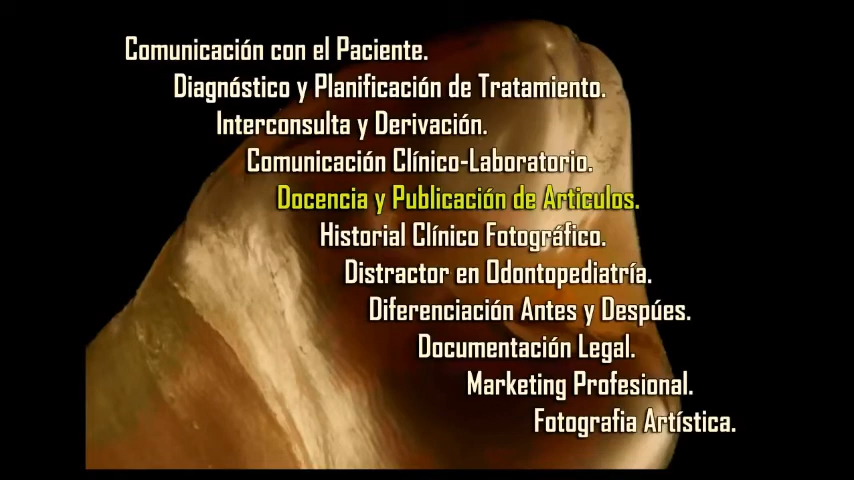 Comunicación con el Paciente.
Diagnóstico y Planificación de Tratamiento.
Interconsulta y Derivación.
Comunicación Clínico-Laboratorio.
Docencia y Publicación de Articulos.
Historial Clínico Fotográfico.
Distractor en Odontopediatría.
Diferenciación Antes y Despúes.
Documentación Legal.
Marketing Profesional.
Fotografia Artística.